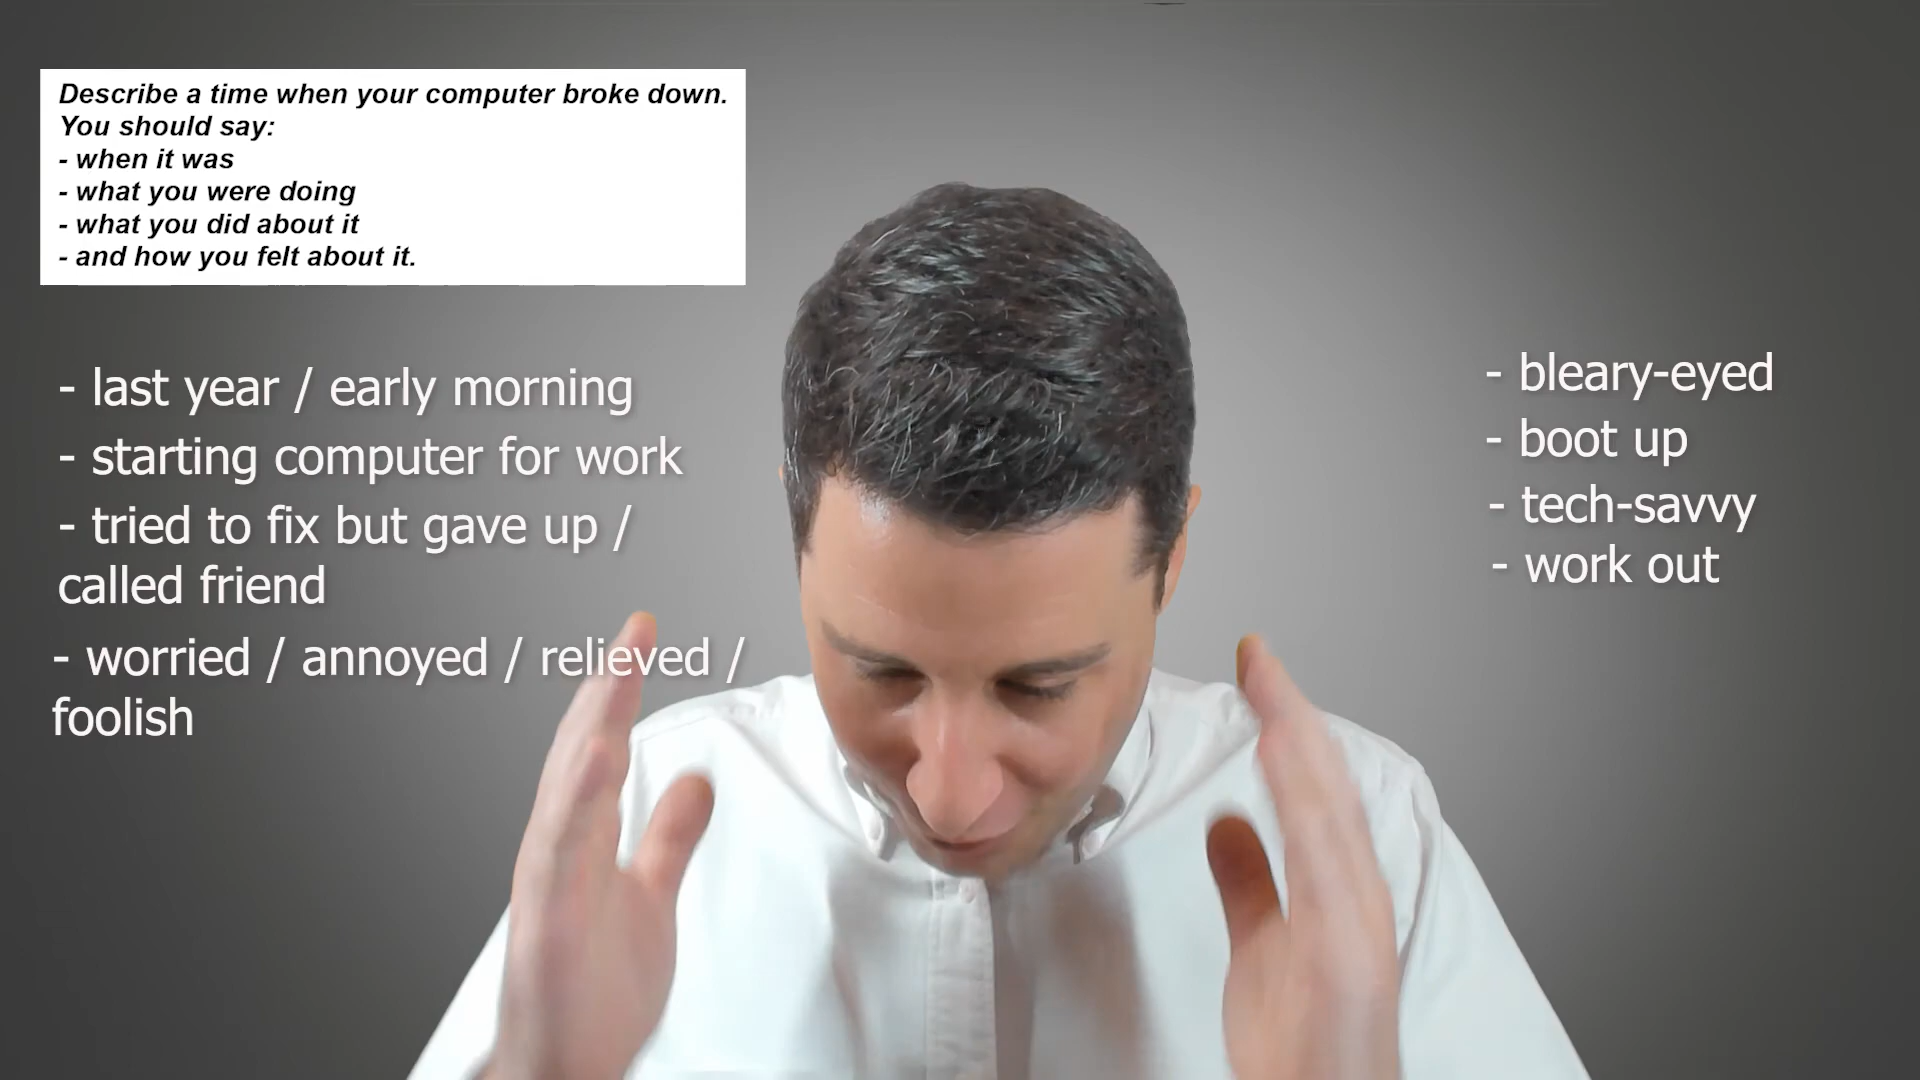 Describe a time when your computer broke down.
You should say:
- when it was
- what you were doing
- what you did about it
- and how you felt about it.
- last year / early morning
- starting computer for work
- tried to fix but gave up /
called friend
- worried / annoyed / relieved /
foolish
- bleary-eyed
- boot up
- tech-savvy
- work out